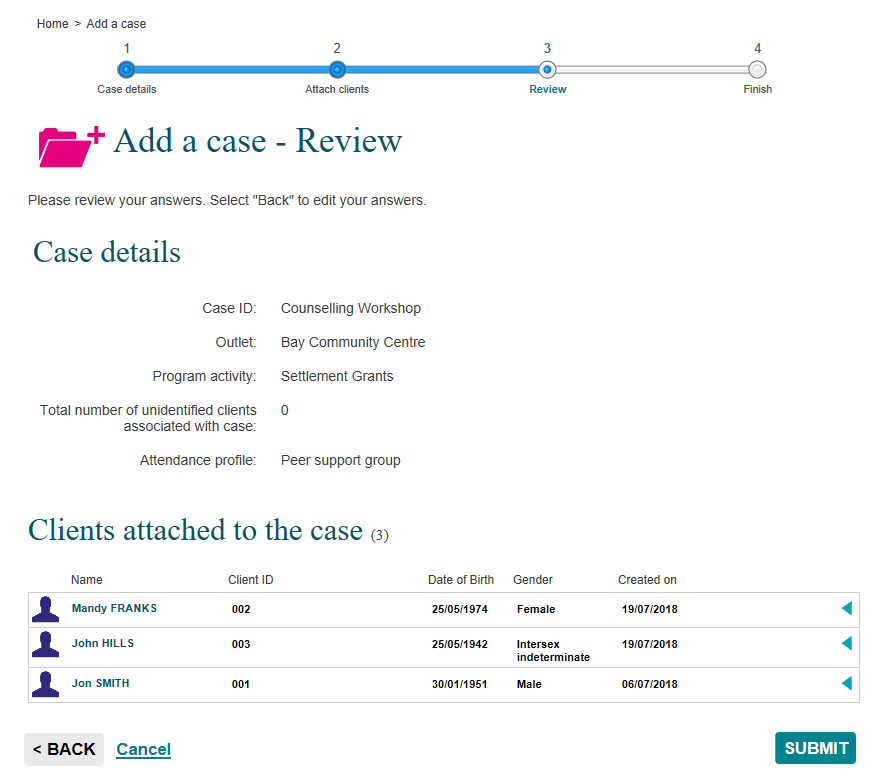 Home > Add a case
1 2 3 4
Case details Attach clients Review Finish
Add a case - Review
Please review your answers. Select "Back" to edit your answers.
Case details
Case ID: Counselling Workshop
Outlet: Bay Community Centre
Program activity: Settlement Grants
Total number of unidentified clients 0
associated with case:
Attendance profile: Peer support group
Clients attached to the case (3)
Name Client ID Date of Birth Gender Created on
Mandy FRANKS 002 25/05/1974 Female 19/07/2018
John HILLS 003 25/05/1942 Intersex 19/07/2018
indeterminate
Jon SMITH 001 30/01/1951 Male 06/07/2018
< BACK Cancel SUBMIT